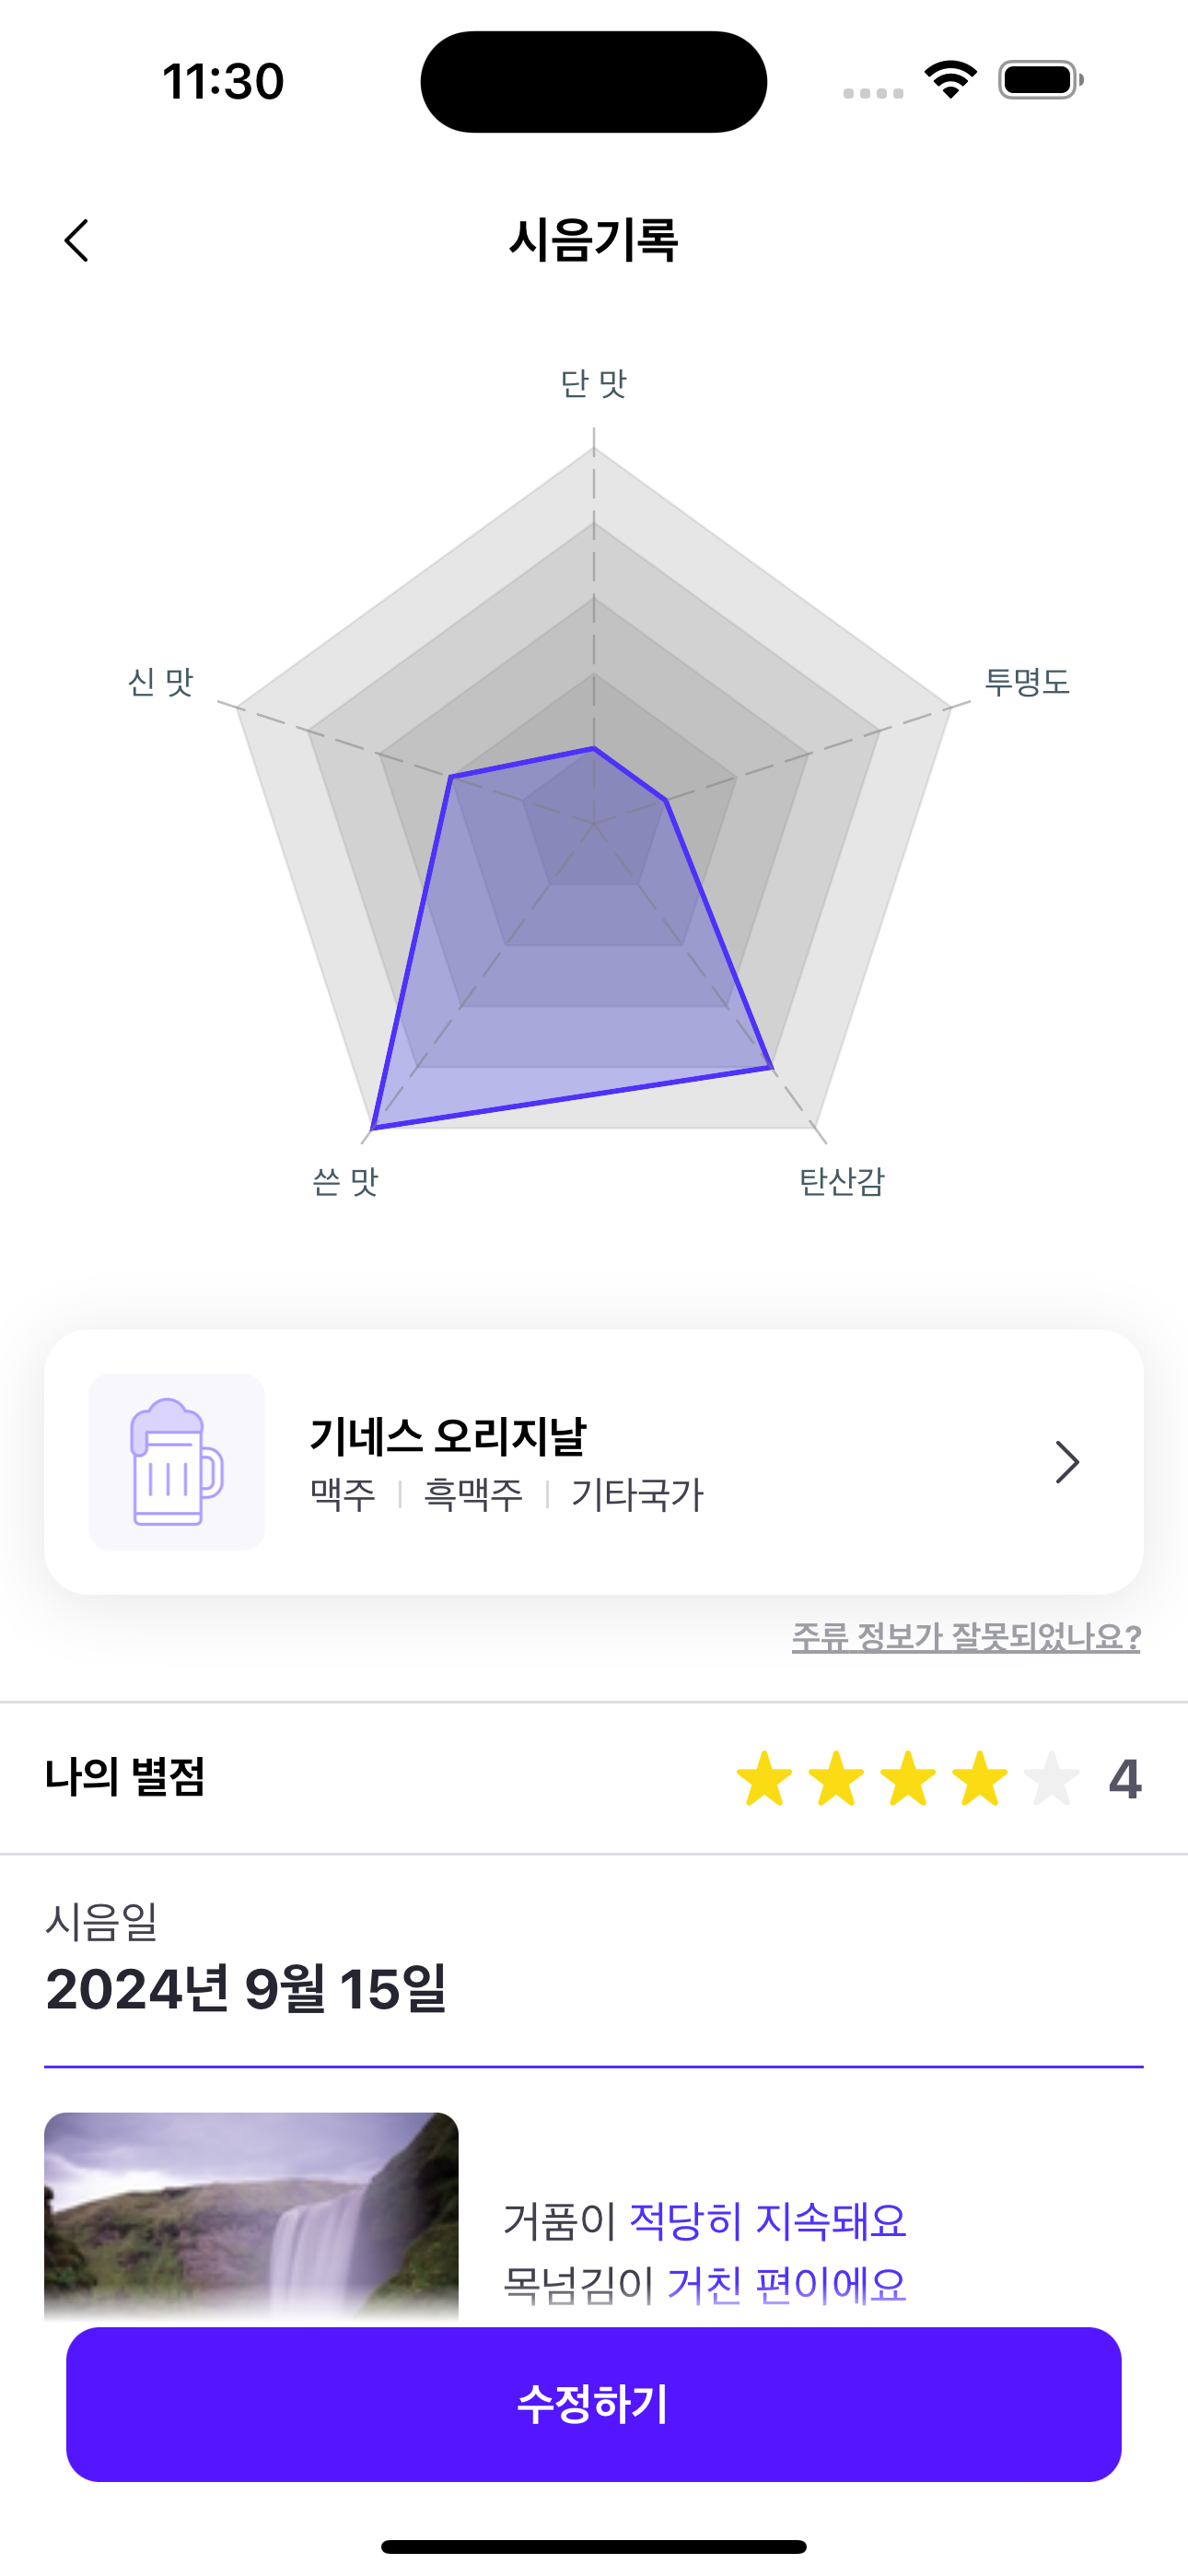 11:30
시음기록
단 맛
신 맛
투명도
쓴 맛
탄산감
기네스 오리지날
맥주 | 흑맥주 | 기타국가
주류 정보가 잘못되었나요?
나의 별점
4
시음일
2024년 9월 15일
거품이 적당히 지속돼요
목넘김이 거친 편이에요
수정하기